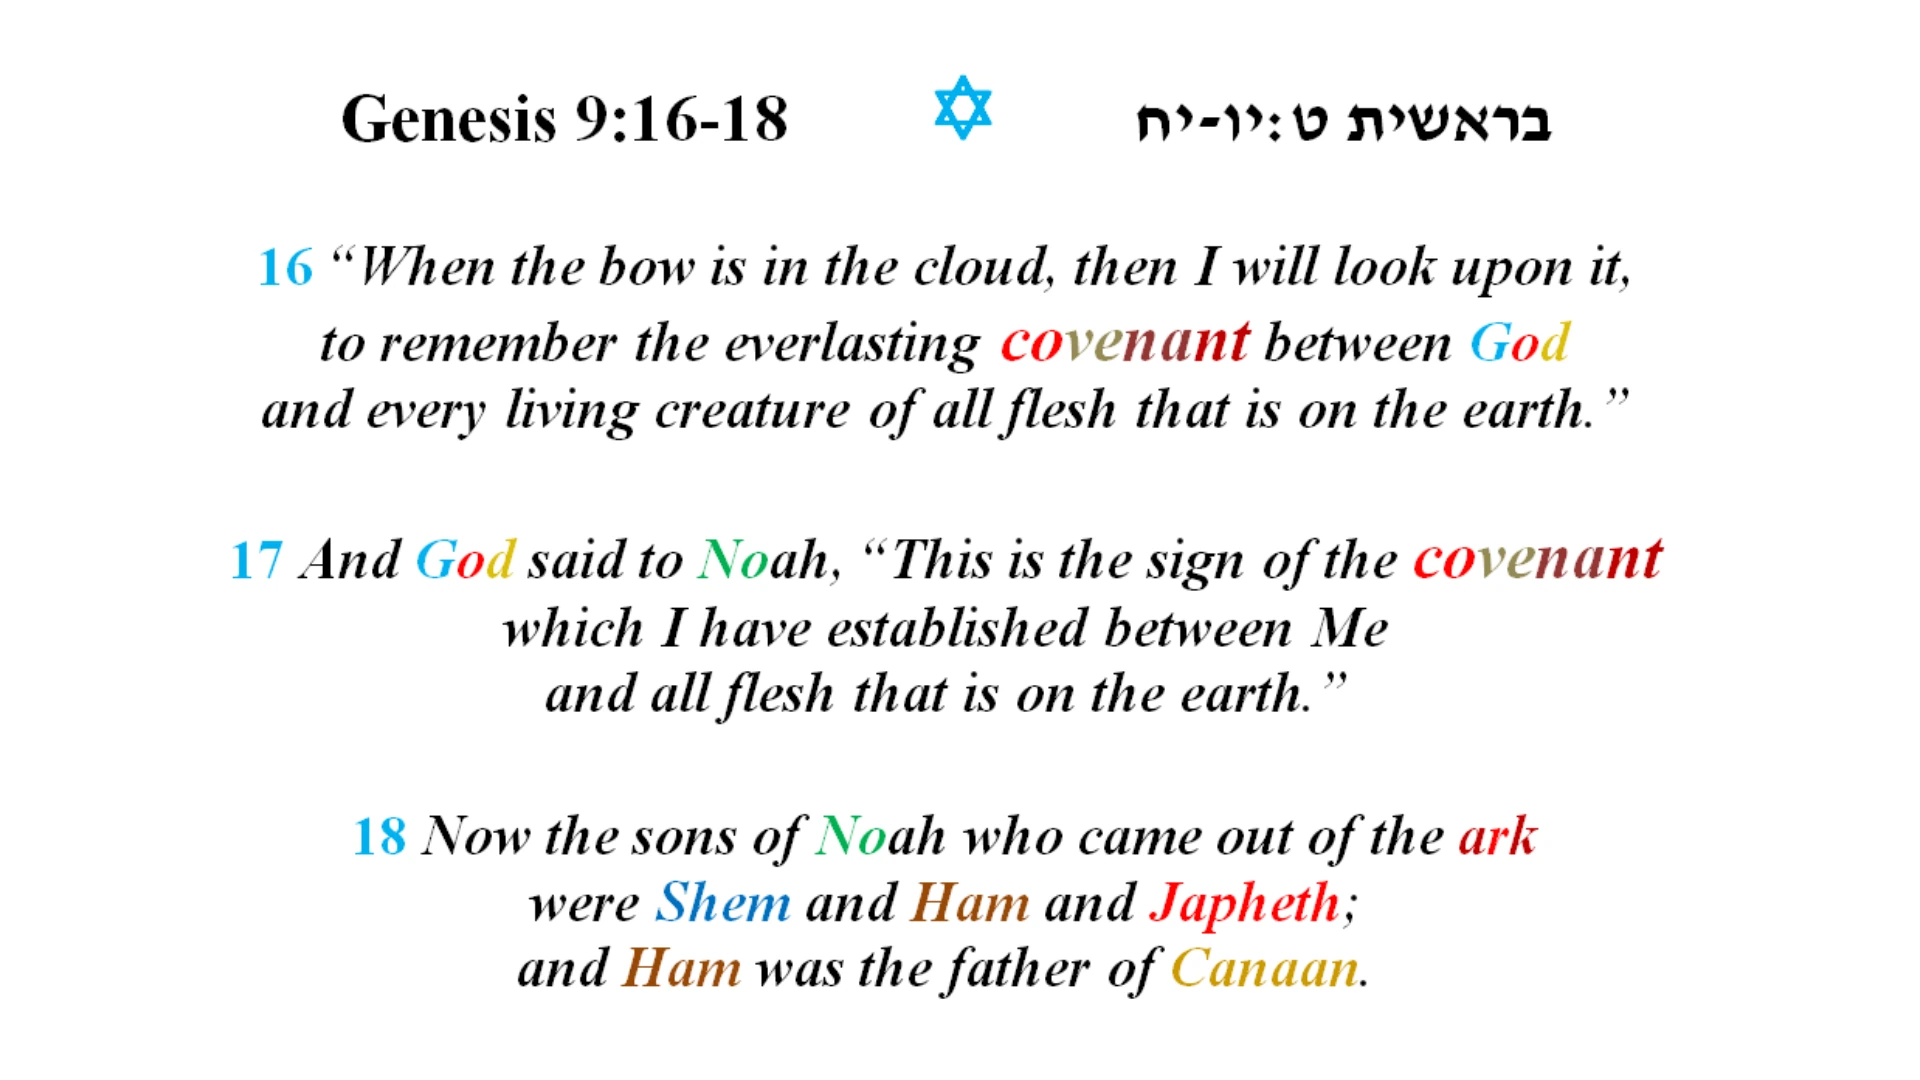 Genesis 9:16-18 ✡ בראשית ט:יו-יח
16 “When the bow is in the cloud, then I will look upon it,
to remember the everlasting covenant between God
and every living creature of all flesh that is on the earth.”
17 And God said to Noah, “This is the sign of the covenant
which I have established between Me
and all flesh that is on the earth.”
18 Now the sons of Noah who came out of the ark
were Shem and Ham and Japheth;
and Ham was the father of Canaan.